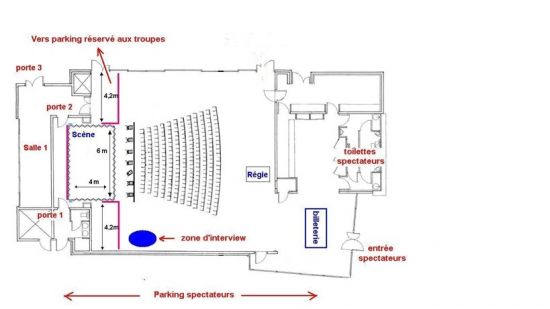 Vers parking réservé aux troupes
porte 3
4,2m
porte 2
Scéne
Salle 1
6 m
toilettes
spectateurs
Régie
4 m
porte 1
4,2m
billeterie
zone d'interview
entrée
spectateurs
Parking spectateurs